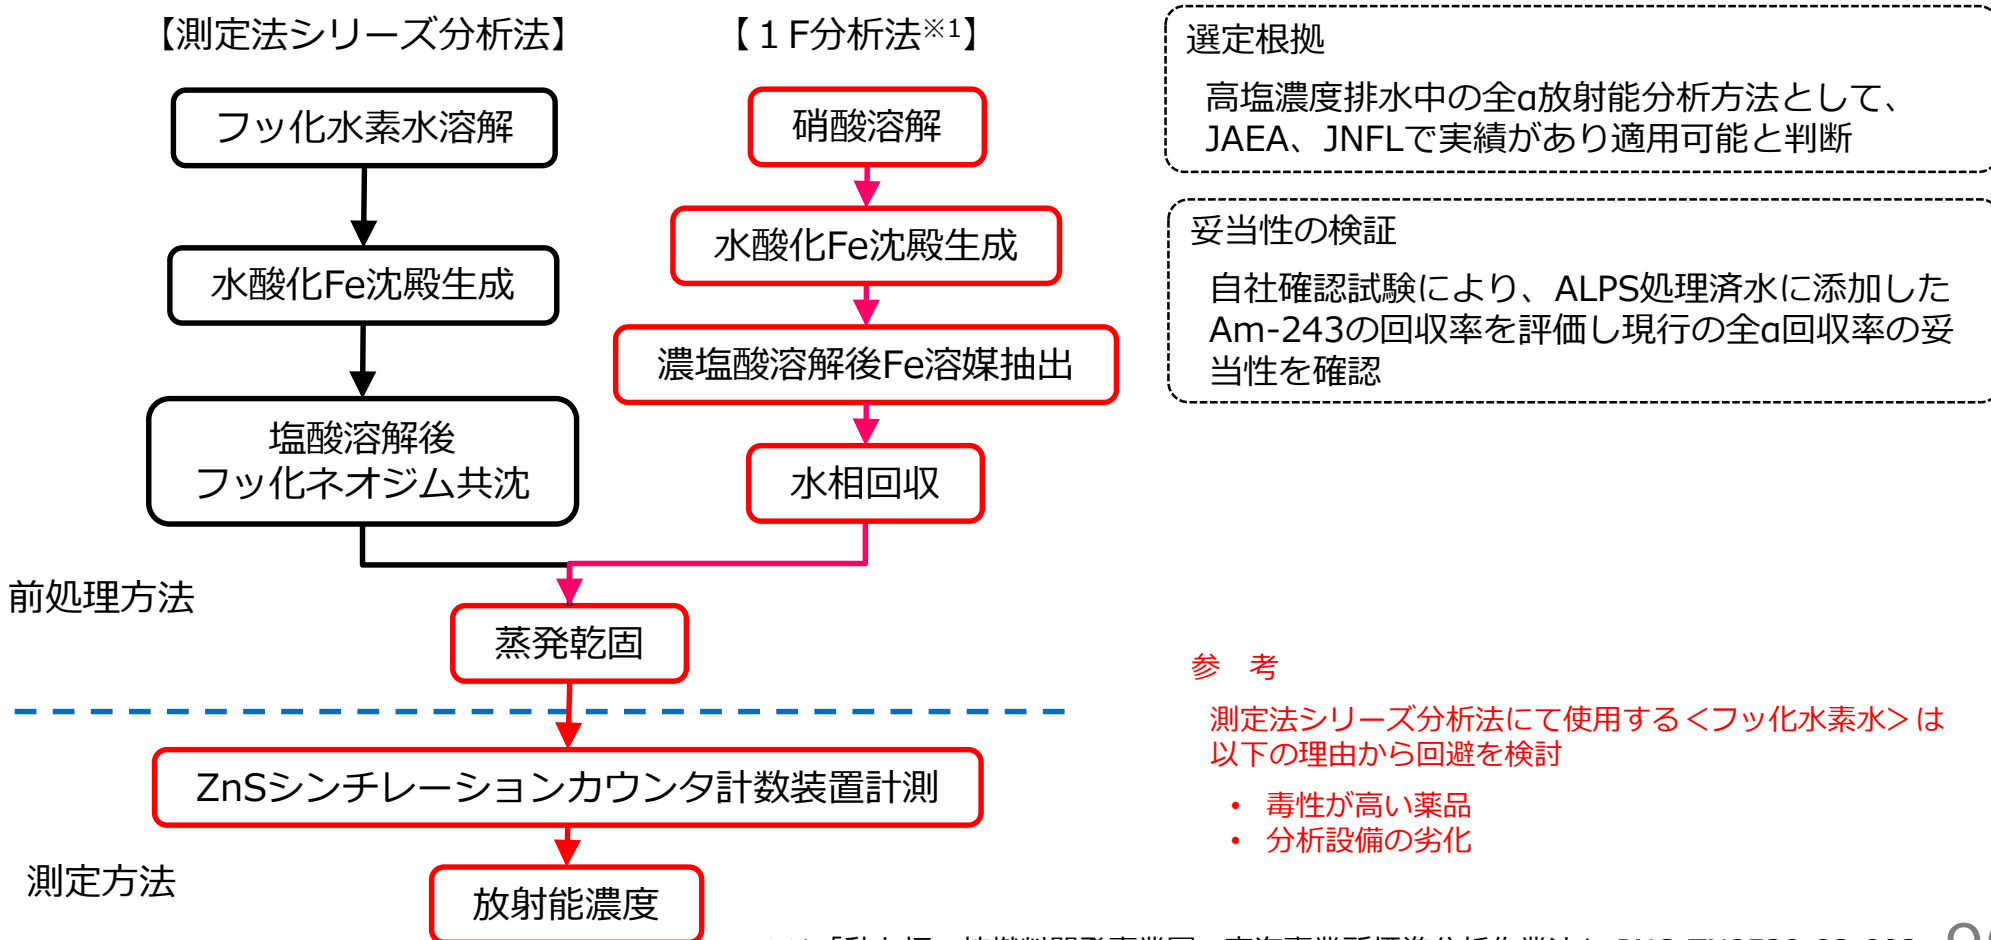 【測定法シリーズ分析法】
【１F分析法※1】
フッ化水素水溶解
水酸化Fe沈殿生成
塩酸溶解後
フッ化ネオジム共沈
硝酸溶解
水酸化Fe沈殿生成
濃塩酸溶解後Fe溶媒抽出
水相回収
前処理方法
蒸発乾固
ZnSシンチレーションカウンタ計数装置計測
測定方法
放射能濃度
選定根拠
高塩濃度排水中の全α放射能分析方法として、
JAEA、JNFLで実績があり適用可能と判断
妥当性の検証
自社確認試験により、ALPS処理済水に添加した
Am-243の回収率を評価し現行の全α回収率の妥
当性を確認
参　考
測定法シリーズ分析法にて使用する＜フッ化水素水＞は
以下の理由から回避を検討
• 毒性が高い薬品
• 分析設備の劣化